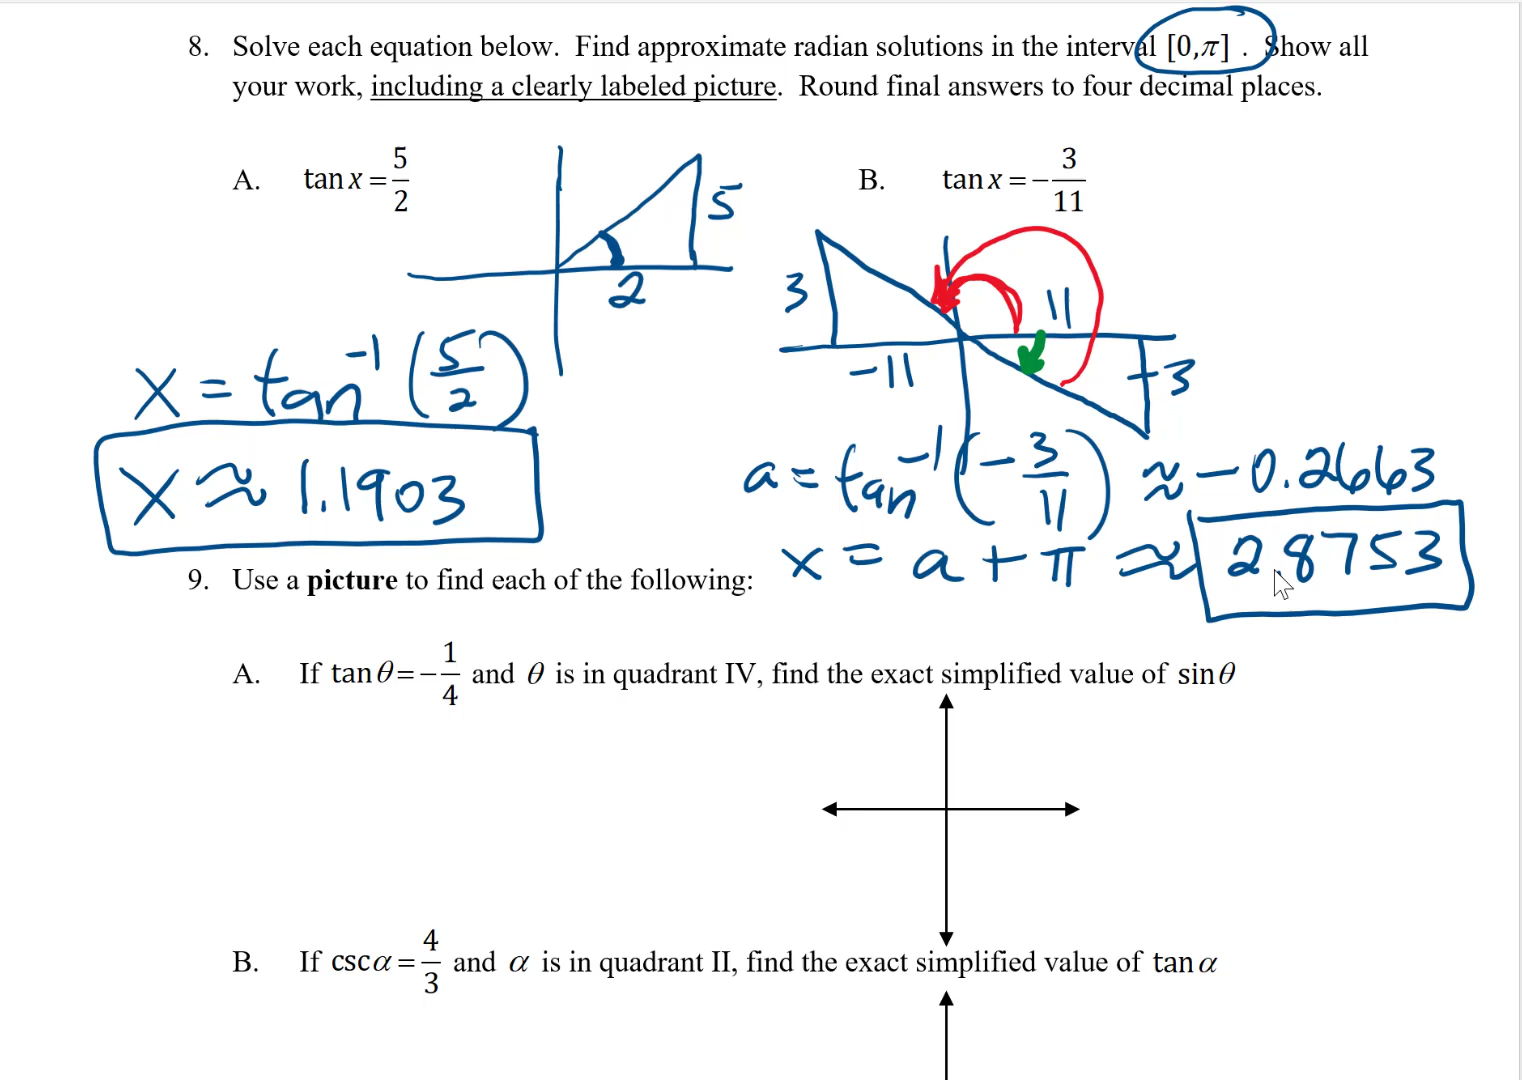 8. Solve each equation below. Find approximate radian solutions in the interval [0,π] . Show all
your work, including a clearly labeled picture. Round final answers to four decimal places.
A. tan x = 5/2
B. tan x = −3/11
5
2
3
11
−11
−3
x = tan⁻¹(5/2)
x ≈ 1.1903
a = tan⁻¹(−3/11) ≈ −0.2663
x = a + π ≈ 2.8753
9. Use a picture to find each of the following:
A. If tan θ = −1/4 and θ is in quadrant IV, find the exact simplified value of sin θ
B. If csc α = 4/3 and α is in quadrant II, find the exact simplified value of tan α